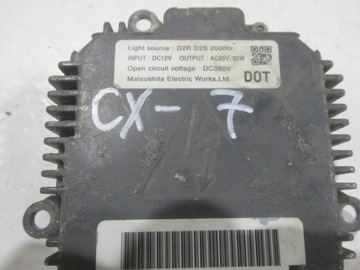 Light source : D2R D2S 2000hr.
INPUT : DC12V OUTPUT : AC85V 35W
Open circuit voltage : DC380V
Matsushita Electric Works,Ltd.
DOT
CX- 7